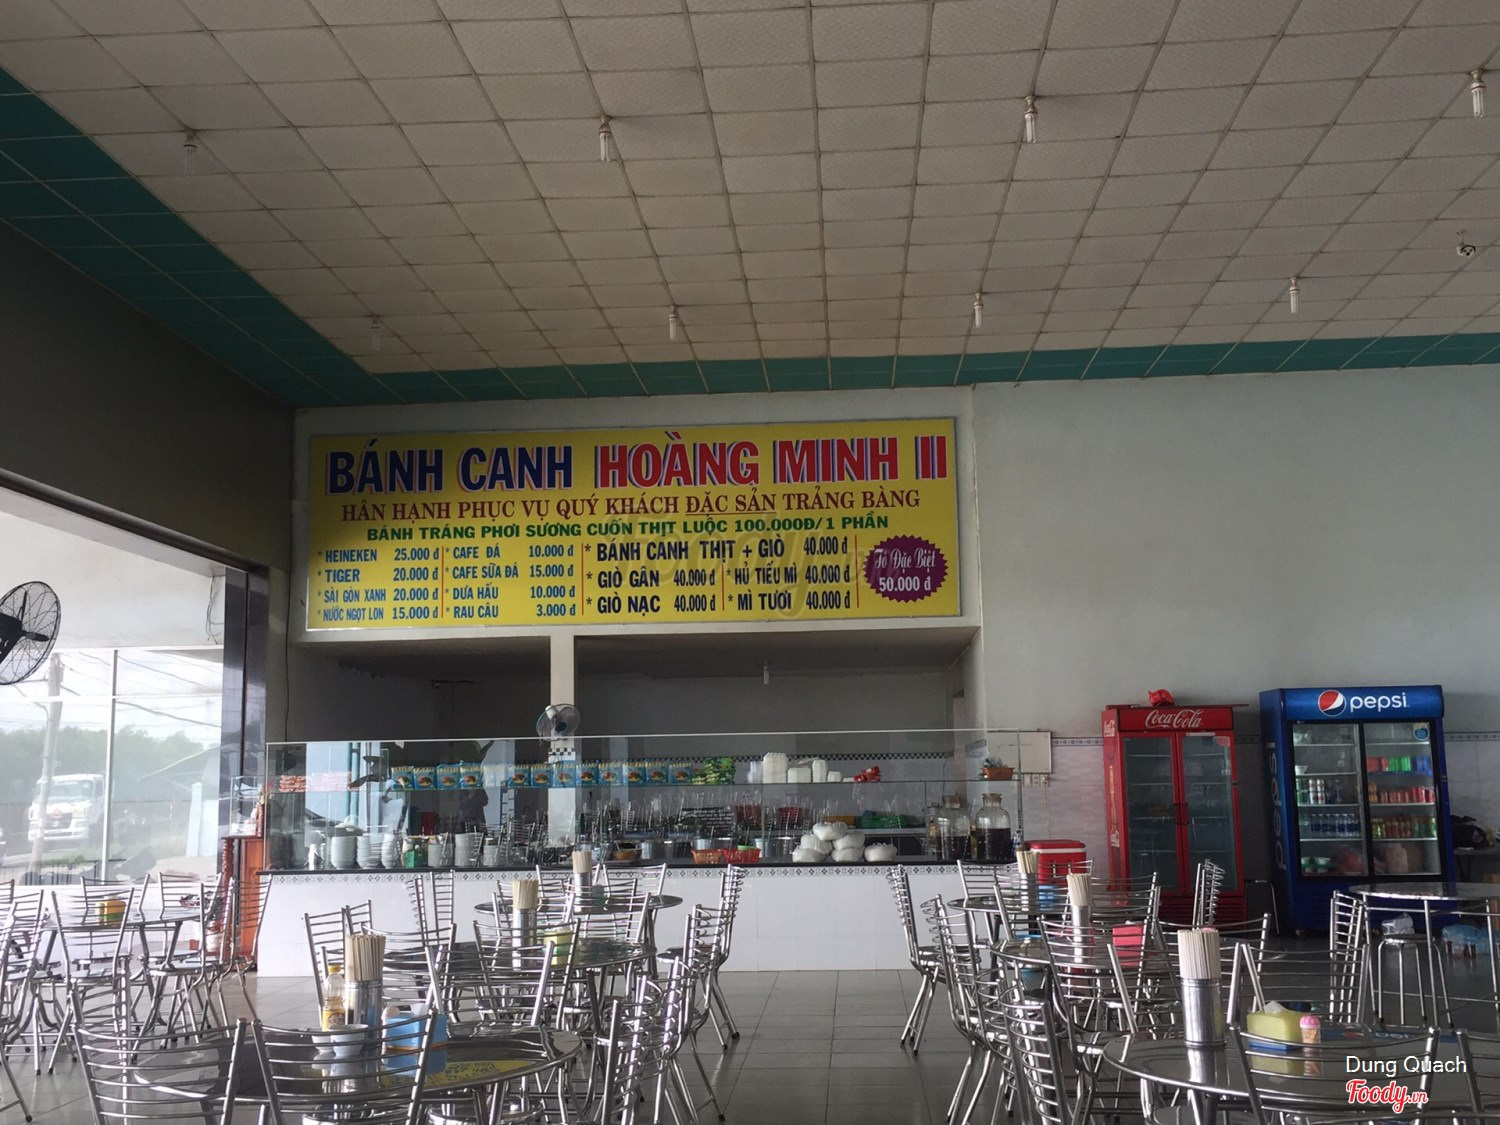 BÁNH CANH HOÀNG MINH II
HÂN HẠNH PHỤC VỤ QUÝ KHÁCH ĐẶC SẢN TRẢNG BÀNG
BÁNH TRÁNG PHƠI SƯƠNG CUỐN THỊT LUỘC 100.000Đ/1 PHẦN
* HEINEKEN 25.000 đ
* TIGER 20.000 đ
* SÀI GÒN XANH 20.000 đ
* NƯỚC NGỌT LON 15.000 đ
* CAFE ĐÁ 10.000 đ
* CAFE SỮA ĐÁ 15.000 đ
* DƯA HẤU 10.000 đ
* RAU CÂU 3.000 đ
* BÁNH CANH THỊT + GIÒ 40.000 đ
* GIÒ GÂN 40.000 đ
* GIÒ NẠC 40.000 đ
* HỦ TIẾU MÌ 40.000 đ
* MÌ TƯƠI 40.000 đ
Tô Đặc Biệt
50.000 đ
Foody.vn
Coca-Cola
pepsi
Dung Quach
Foody.vn